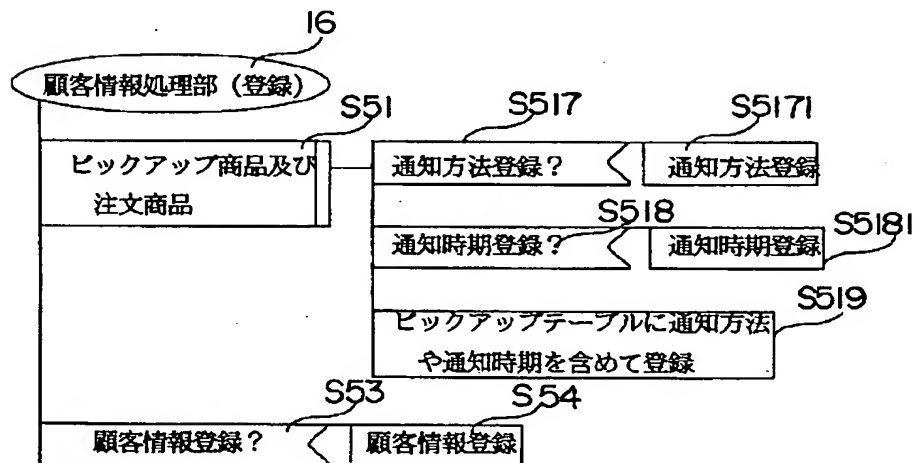 16
顧客情報処理部（登録）
S51
S517
S5171
ピックアップ商品及び
注文商品
通知方法登録？
通知方法登録
S518
S5181
通知時期登録？
通知時期登録
S519
ピックアップテーブルに通知方法
や通知時期を含めて登録
S53
S54
顧客情報登録？
顧客情報登録